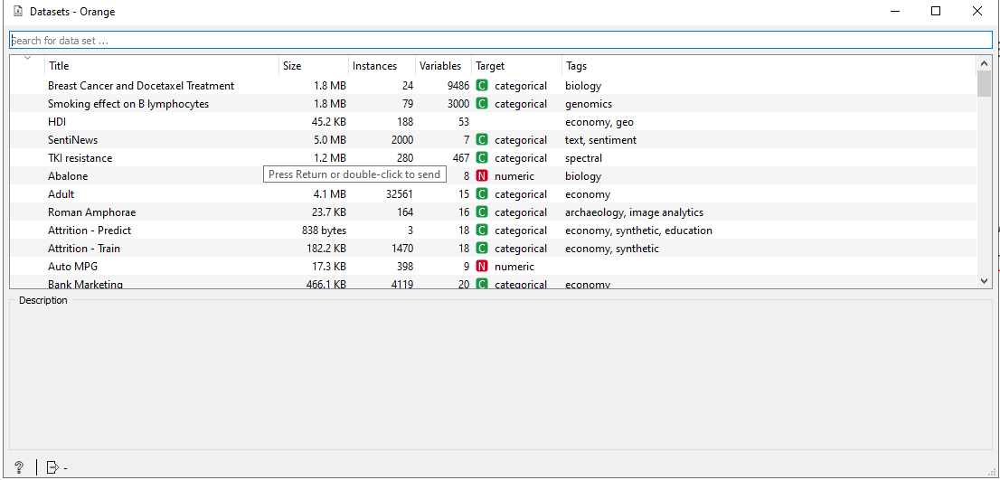 Datasets - Orange
Search for data set ...
Title Size Instances Variables Target Tags
Breast Cancer and Docetaxel Treatment 1.8 MB 24 9486 C categorical biology
Smoking effect on B lymphocytes 1.8 MB 79 3000 C categorical genomics
HDI 45.2 KB 188 53 economy, geo
SentiNews 5.0 MB 2000 7 C categorical text, sentiment
TKI resistance 1.2 MB 280 467 C categorical spectral
Press Return or double-click to send
Abalone 8 N numeric biology
Adult 4.1 MB 32561 15 C categorical economy
Roman Amphorae 23.7 KB 164 16 C categorical archaeology, image analytics
Attrition - Predict 838 bytes 3 18 C categorical economy, synthetic, education
Attrition - Train 182.2 KB 1470 18 C categorical economy, synthetic
Auto MPG 17.3 KB 398 9 N numeric
Bank Marketing 466.1 KB 4119 20 C categorical economy
Description
? | -